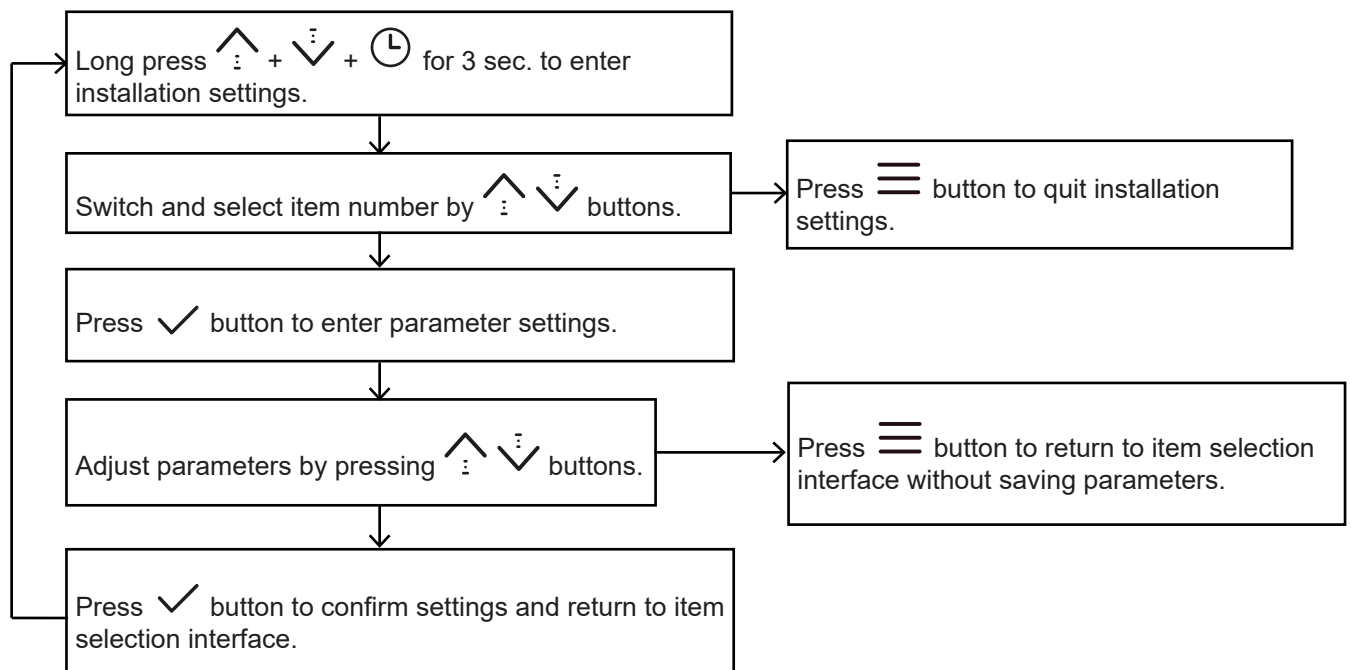 Long press + + for 3 sec. to enter
installation settings.
Switch and select item number by buttons.
Press button to quit installation
settings.
Press button to enter parameter settings.
Adjust parameters by pressing buttons.
Press button to return to item selection
interface without saving parameters.
Press button to confirm settings and return to item
selection interface.